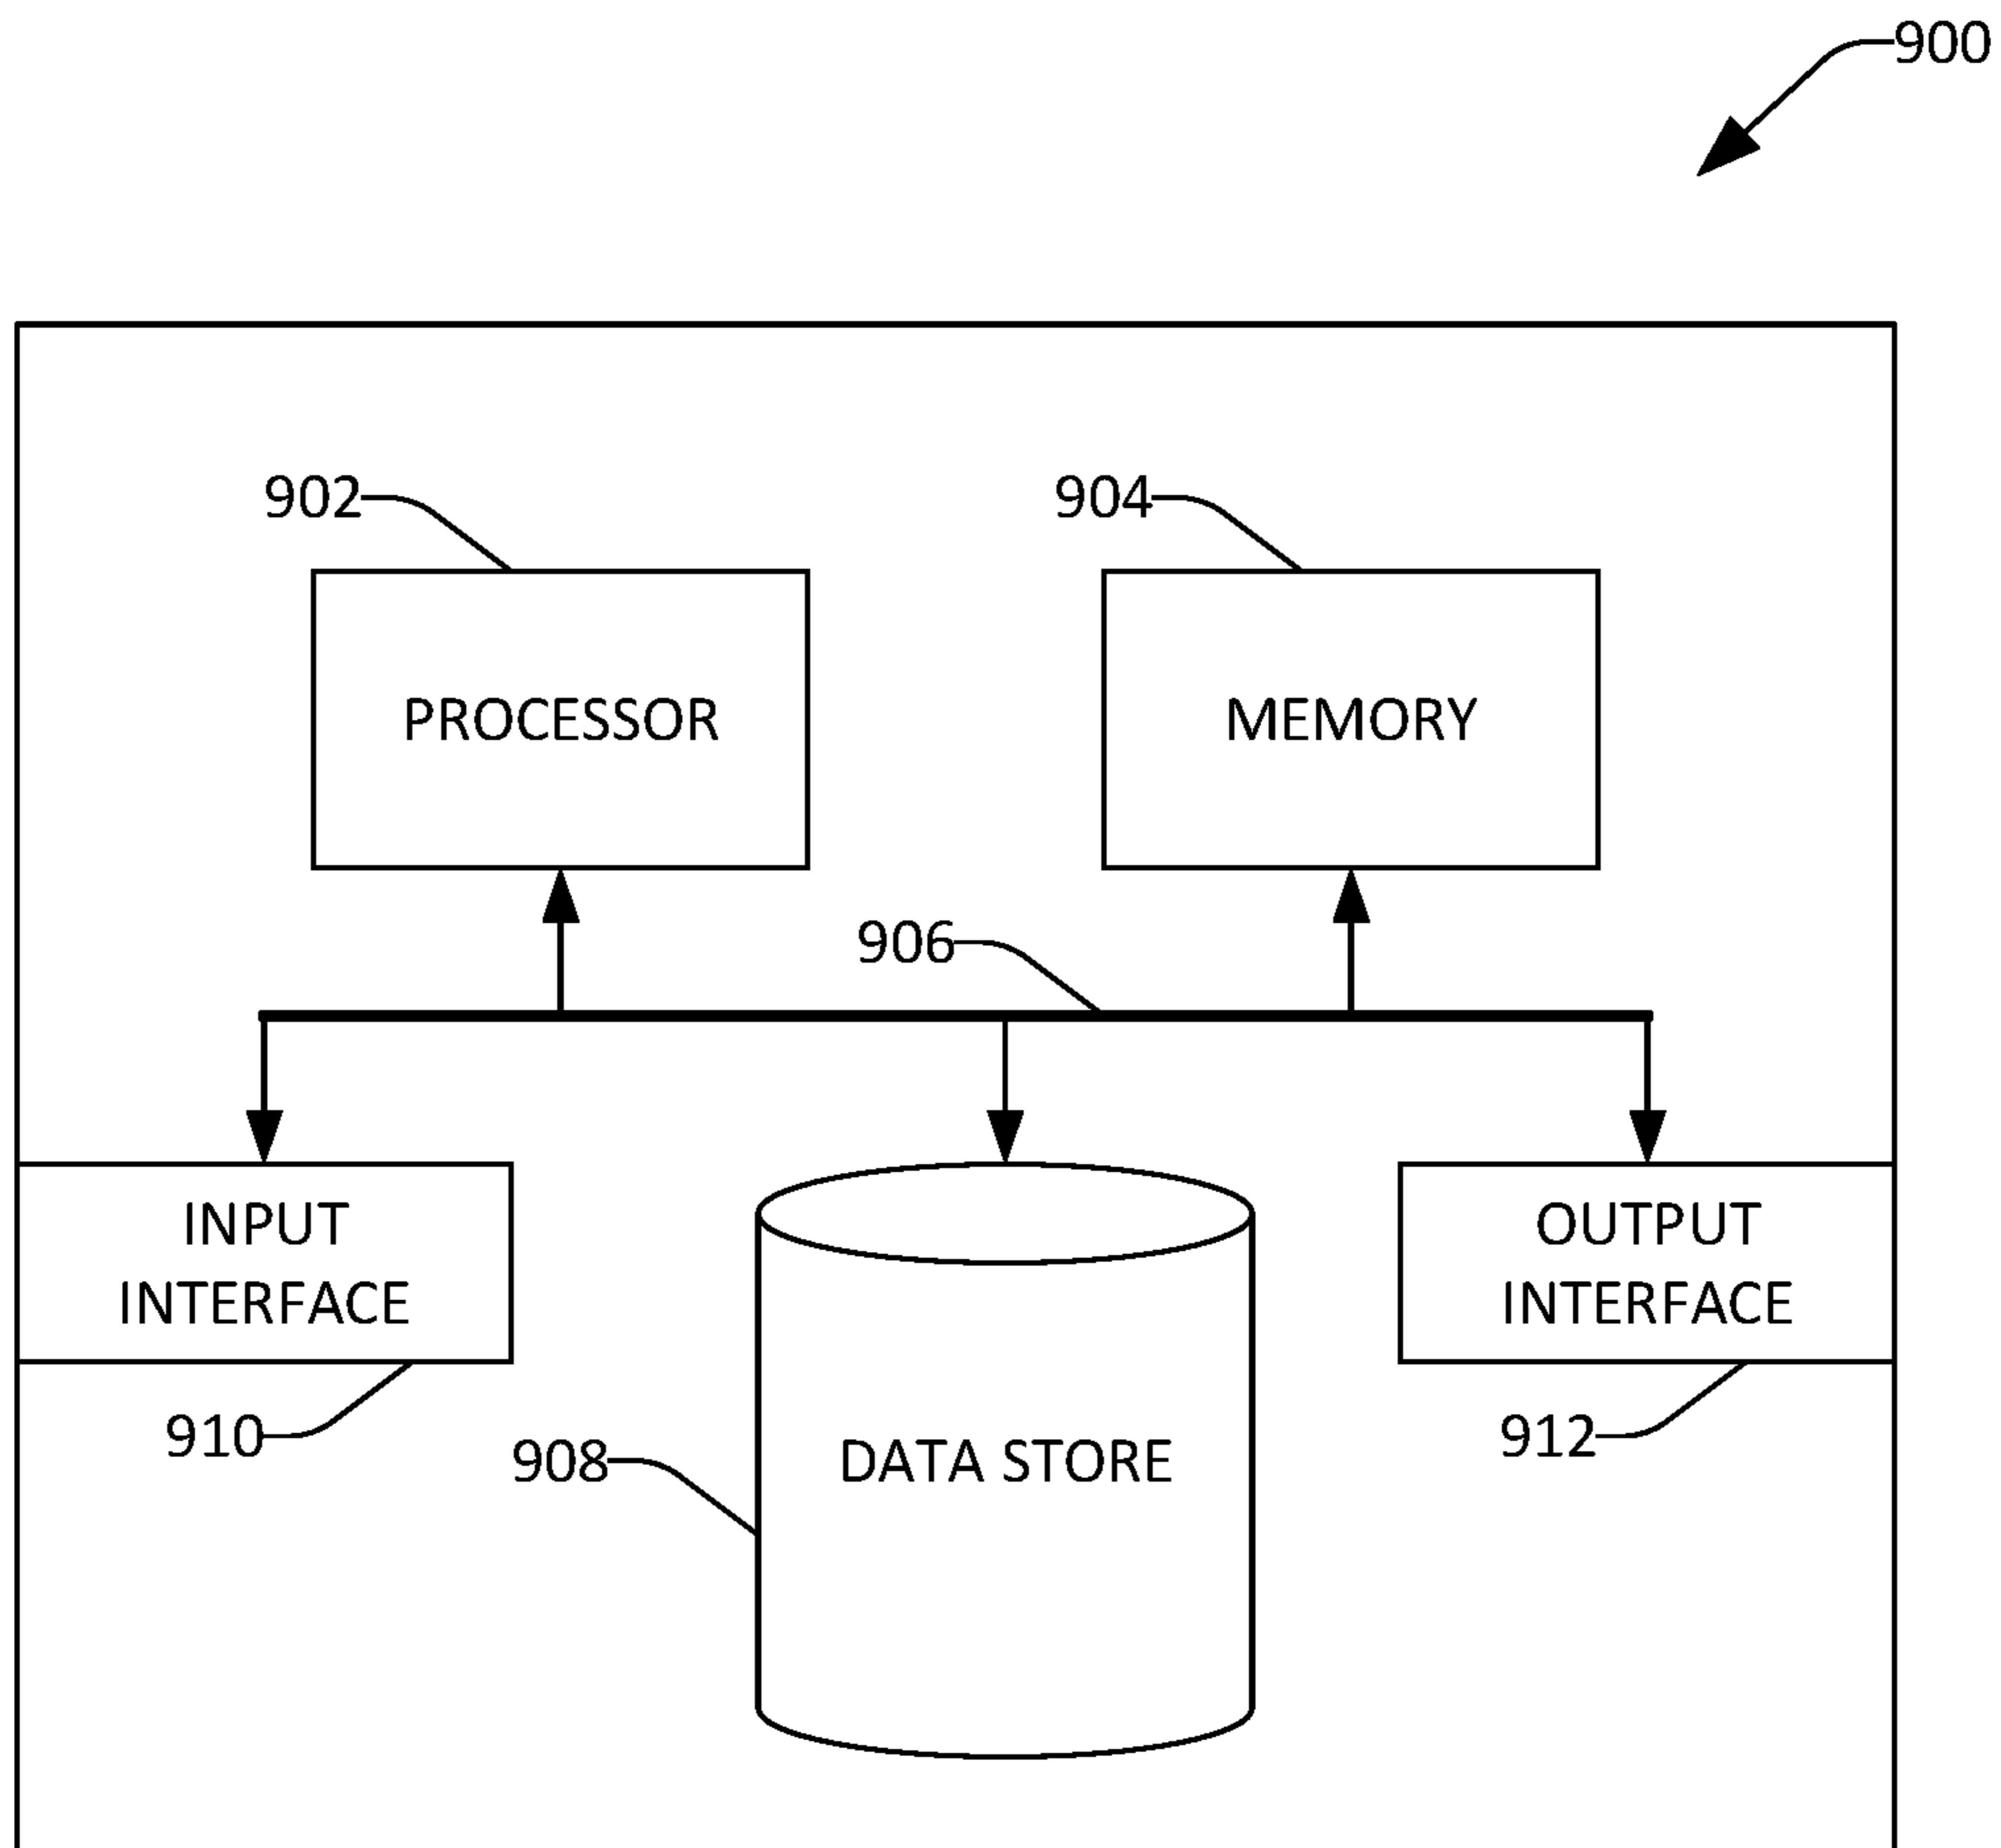 900
902
904
PROCESSOR
MEMORY
906
INPUT
INTERFACE
OUTPUT
INTERFACE
910
908
DATA STORE
912